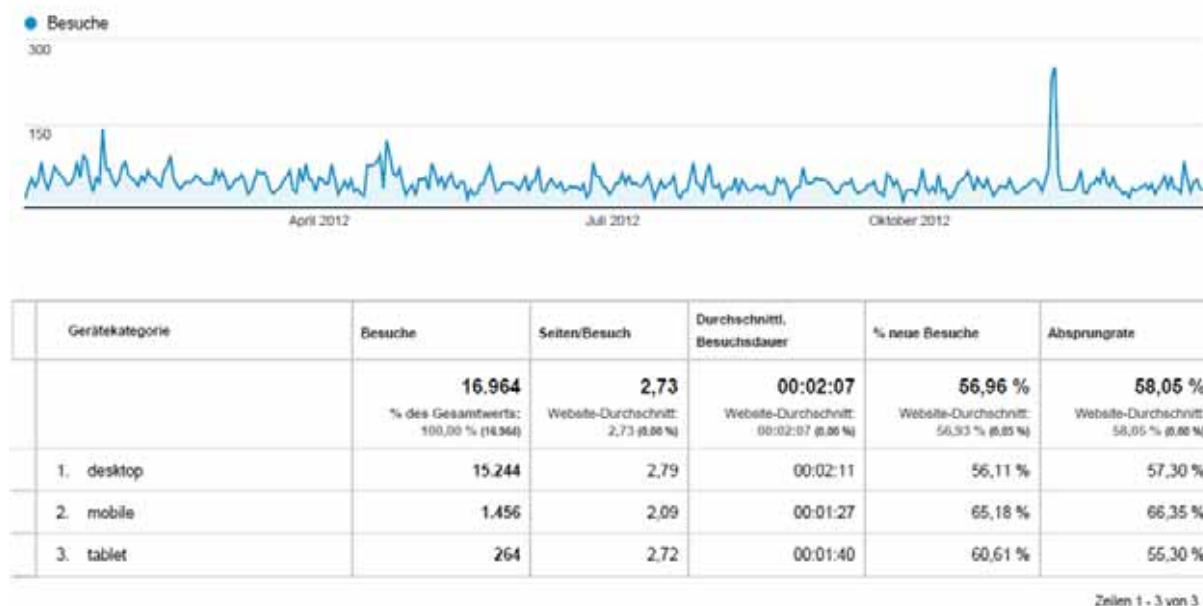 Besuche
300
150
April 2012 Juli 2012 Oktober 2012
Gerätekategorie Besuche Seiten/Besuch Durchschnittl. Besuchsdauer % neue Besuche Absprungrate
16.964 2,73 00:02:07 56,96 % 58,05 %
% des Gesamtwerts: Website-Durchschnitt: Website-Durchschnitt: Website-Durchschnitt: Website-Durchschnitt:
100,00 % (16.964) 2,73 (0,00 %) 00:02:07 (0,00 %) 56,93 % (0,05 %) 58,05 % (0,00 %)
1. desktop 15.244 2,79 00:02:11 56,11 % 57,30 %
2. mobile 1.456 2,09 00:01:27 65,18 % 66,35 %
3. tablet 264 2,72 00:01:40 60,61 % 55,30 %
Zeilen 1 - 3 von 3